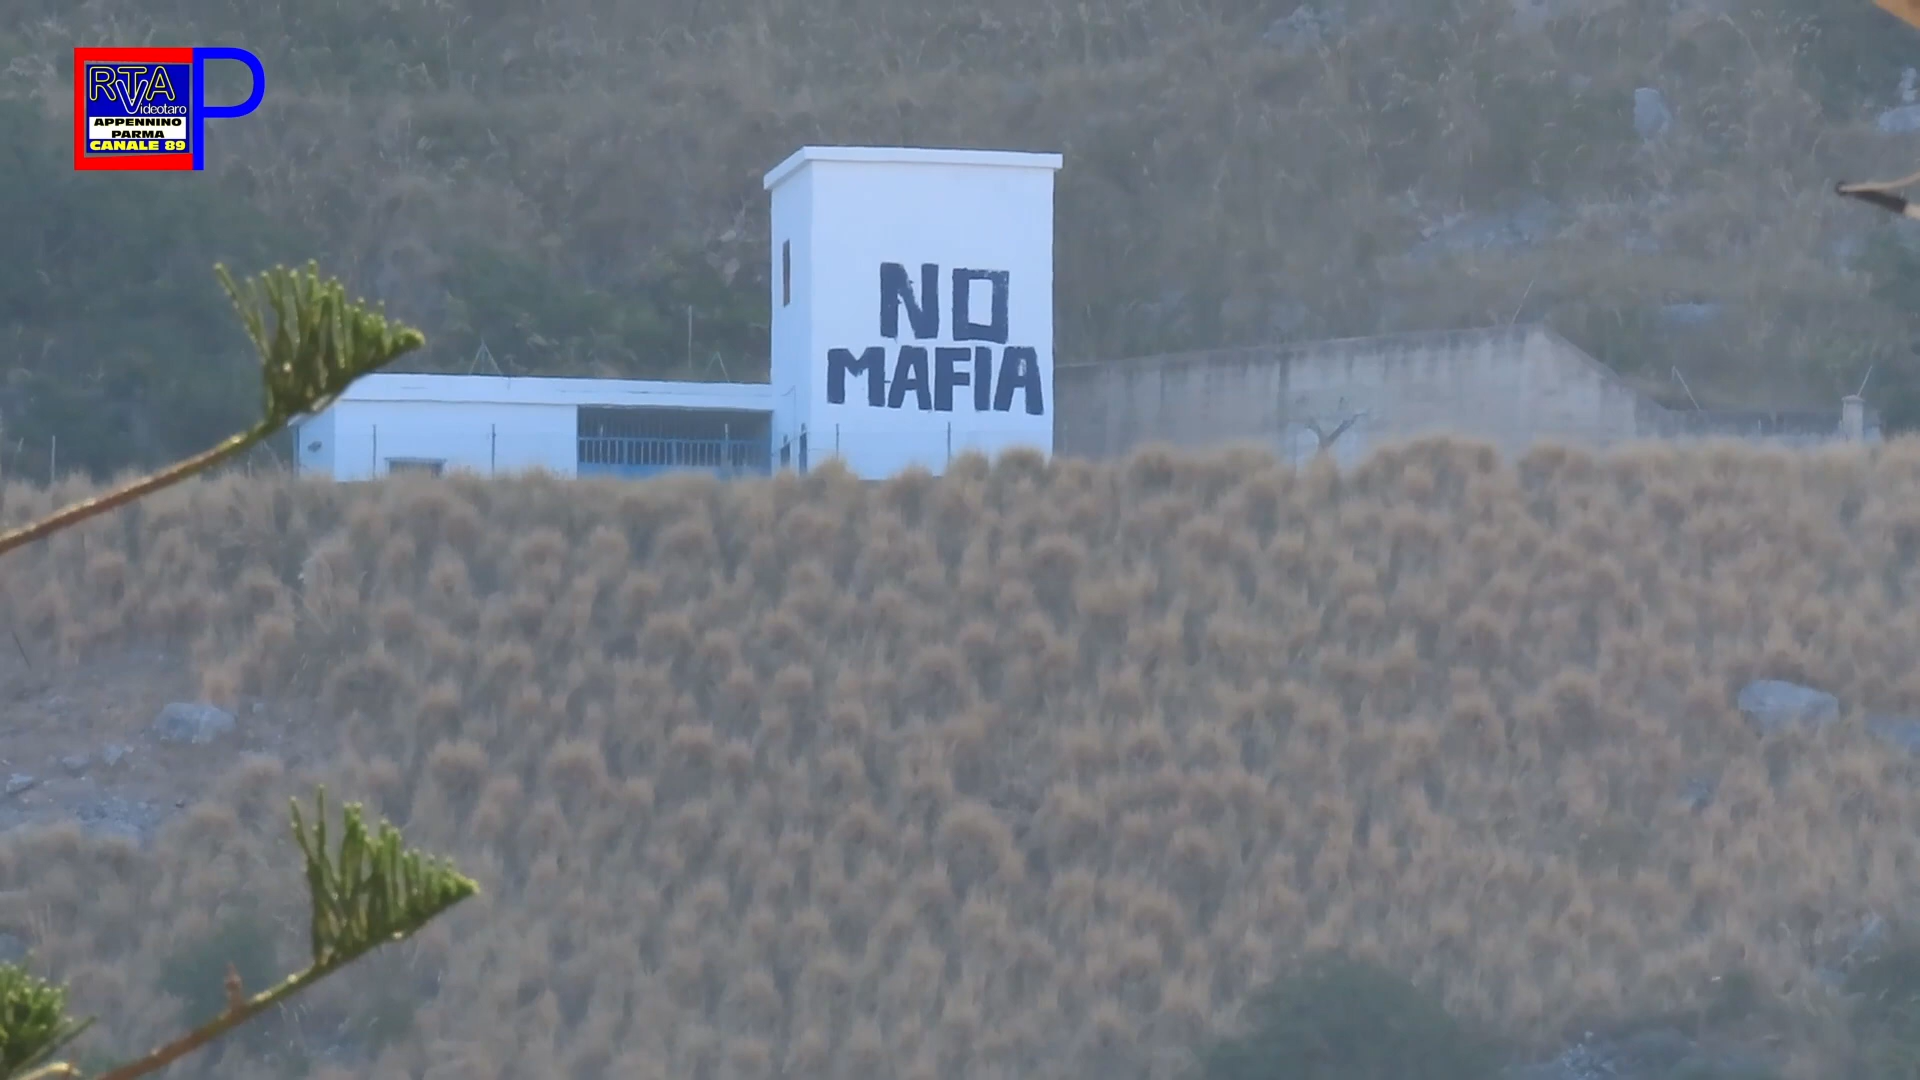 RTA
Videotaro
APPENNINO
PARMA
CANALE 89
P
NO
MAFIA